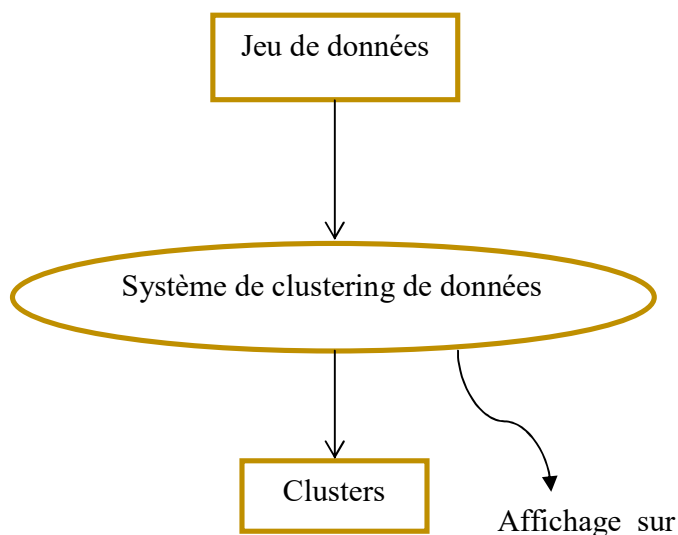 Jeu de données
Système de clustering de données
Clusters
Affichage sur